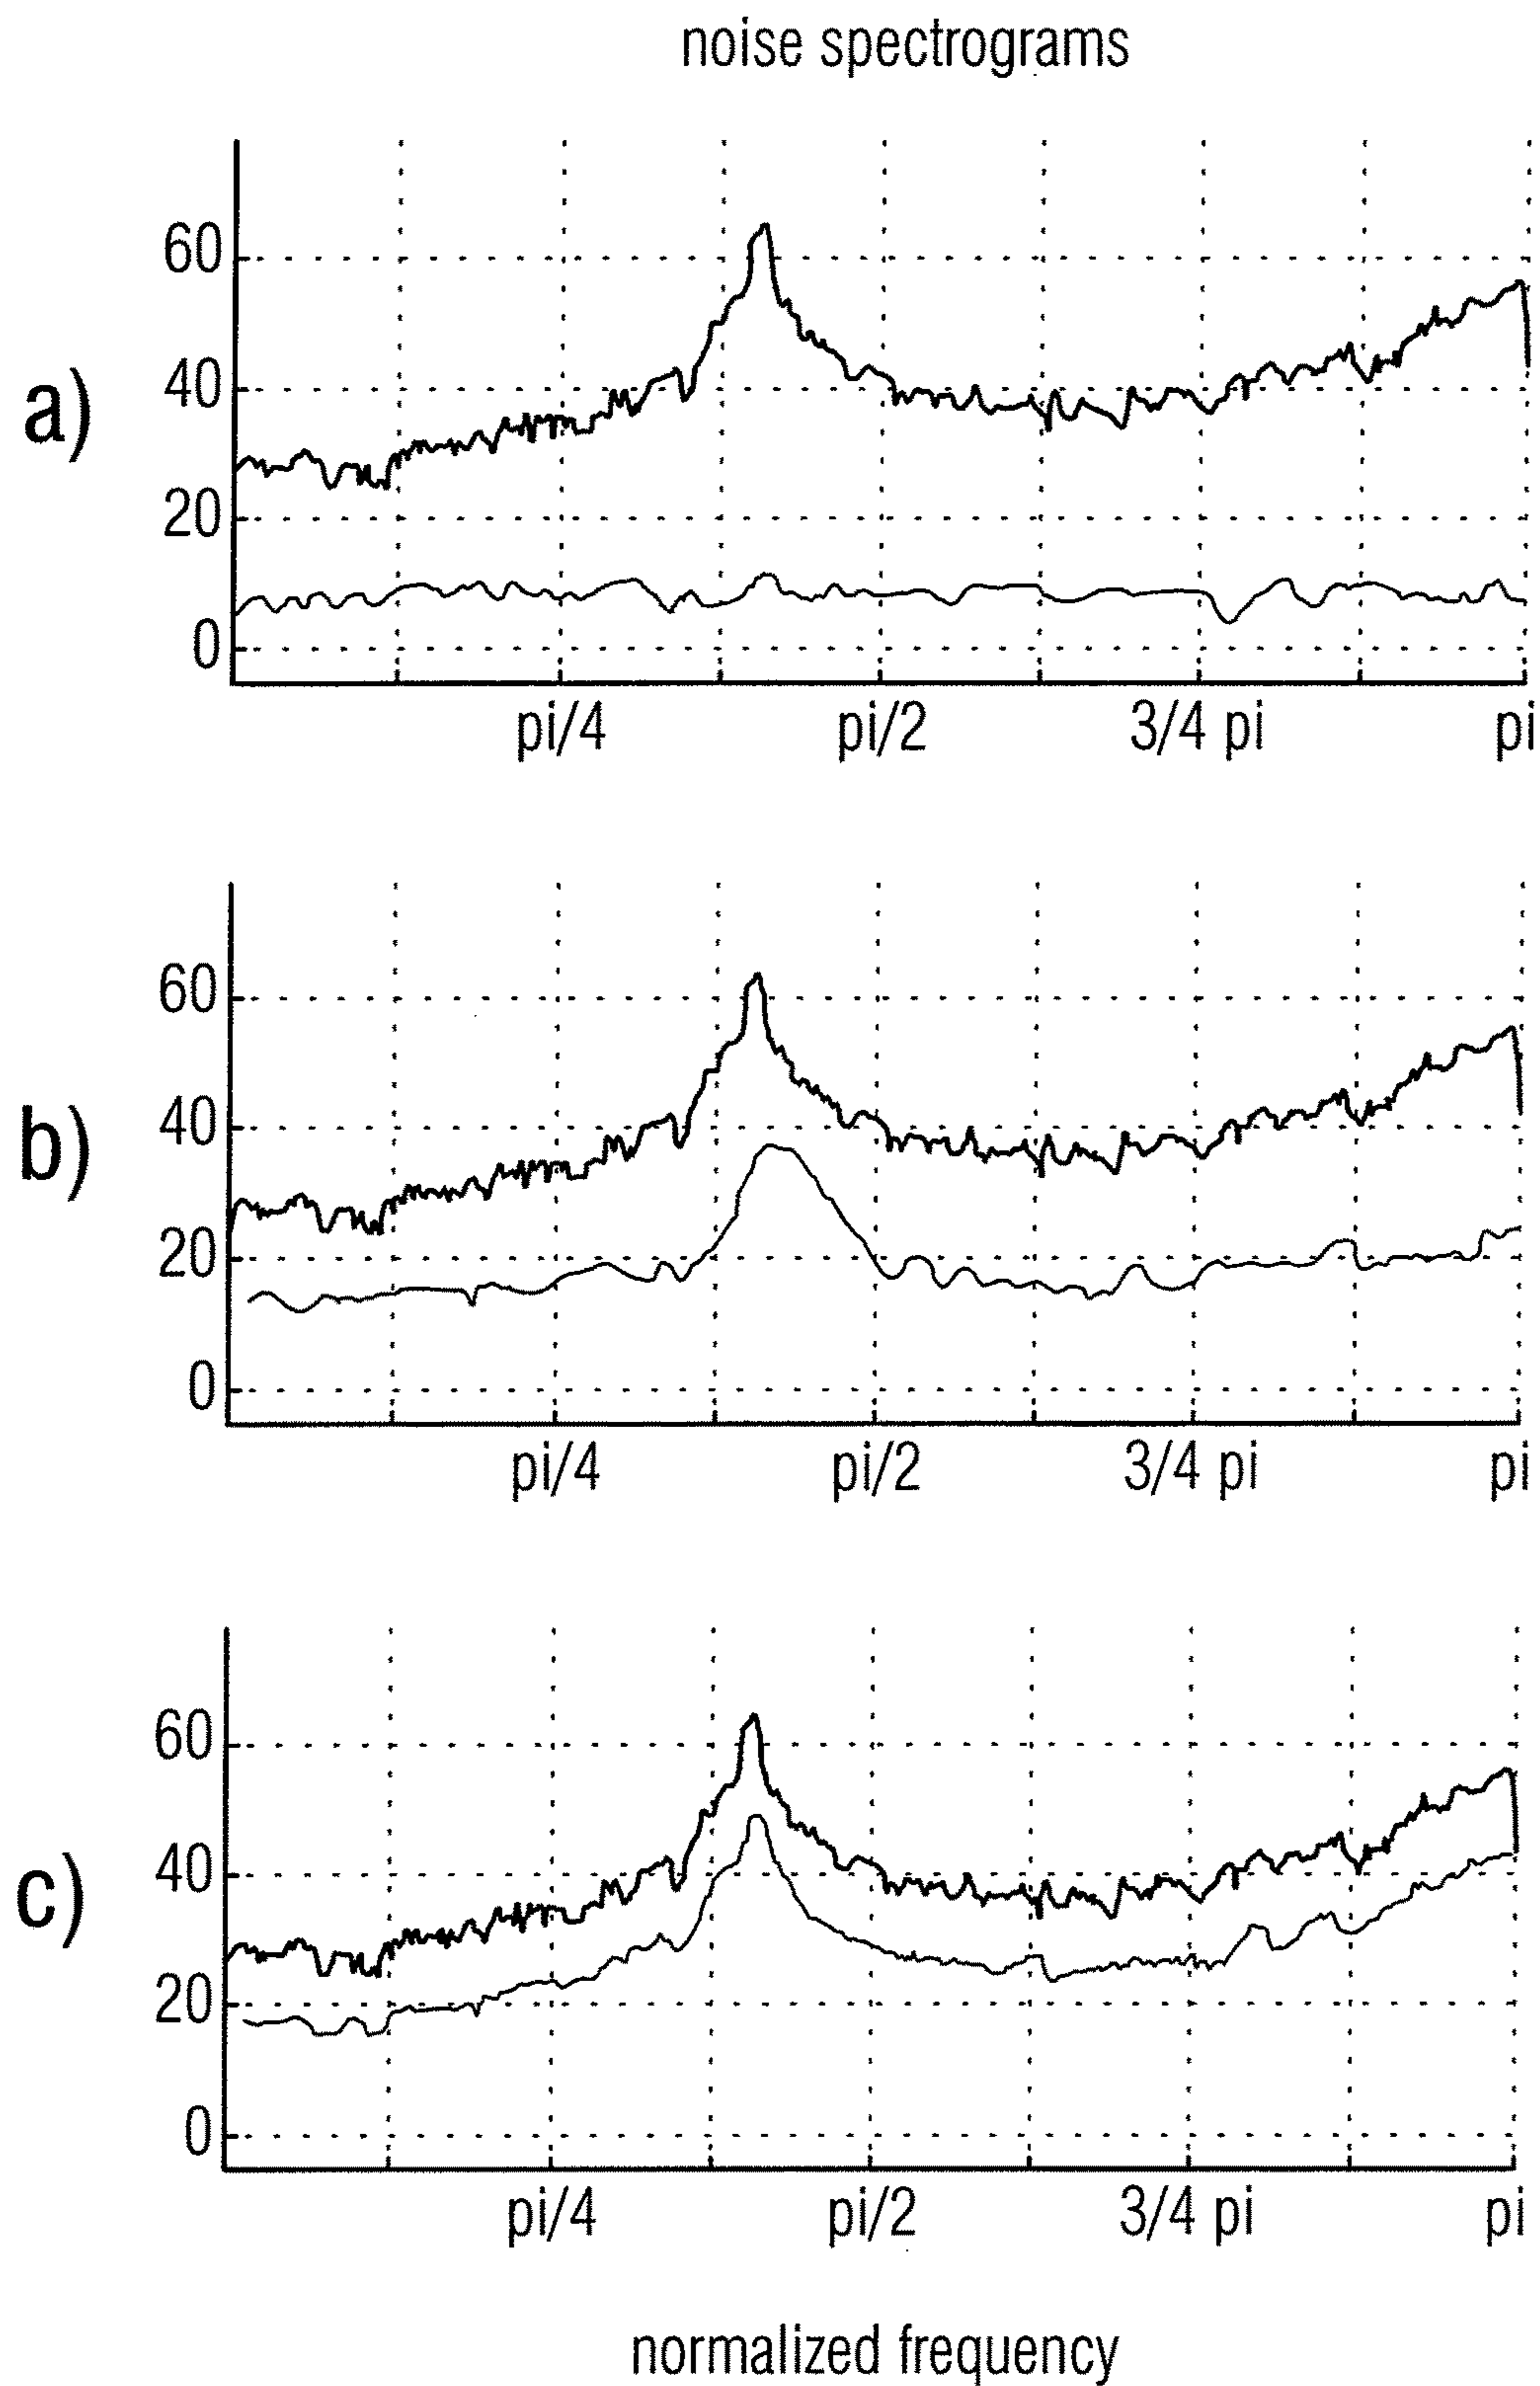 noise spectrograms
60
40
a)
20
0
pi/4 pi/2 3/4 pi pi
60
40
b)
20
0
pi/4 pi/2 3/4 pi pi
60
40
c)
20
0
pi/4 pi/2 3/4 pi pi
normalized frequency